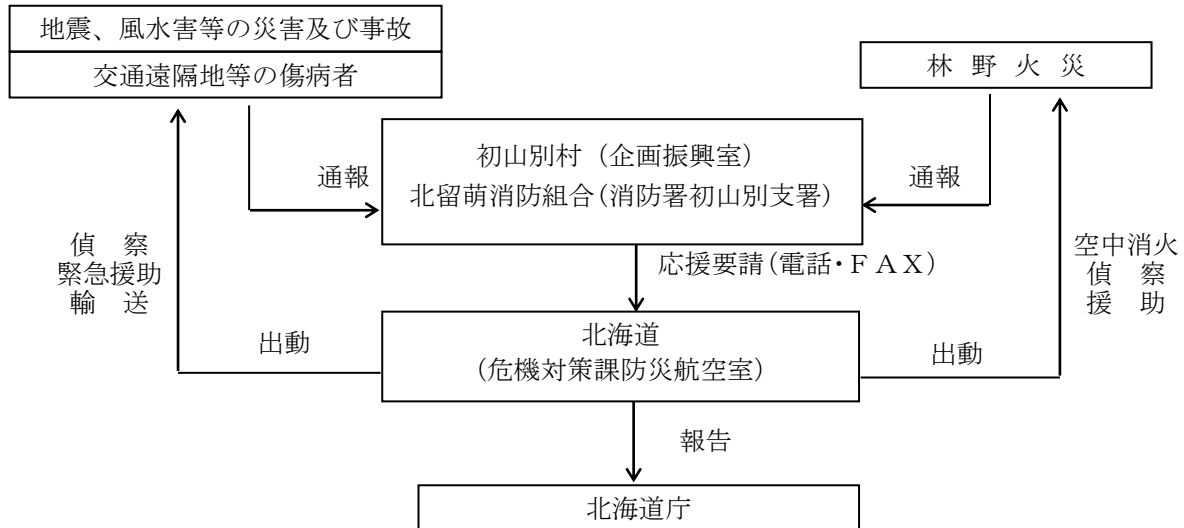 地震、風水害等の災害及び事故
交通遠隔地等の傷病者
林 野 火 災
初山別村（企画振興室）
北留萌消防組合（消防署初山別支署）
通報
通報
偵　察
緊急援助
輸　送
応援要請（電話・ＦＡＸ）
空中消火
偵　察
援　助
出動
北海道
（危機対策課防災航空室）
出動
報告
北海道庁